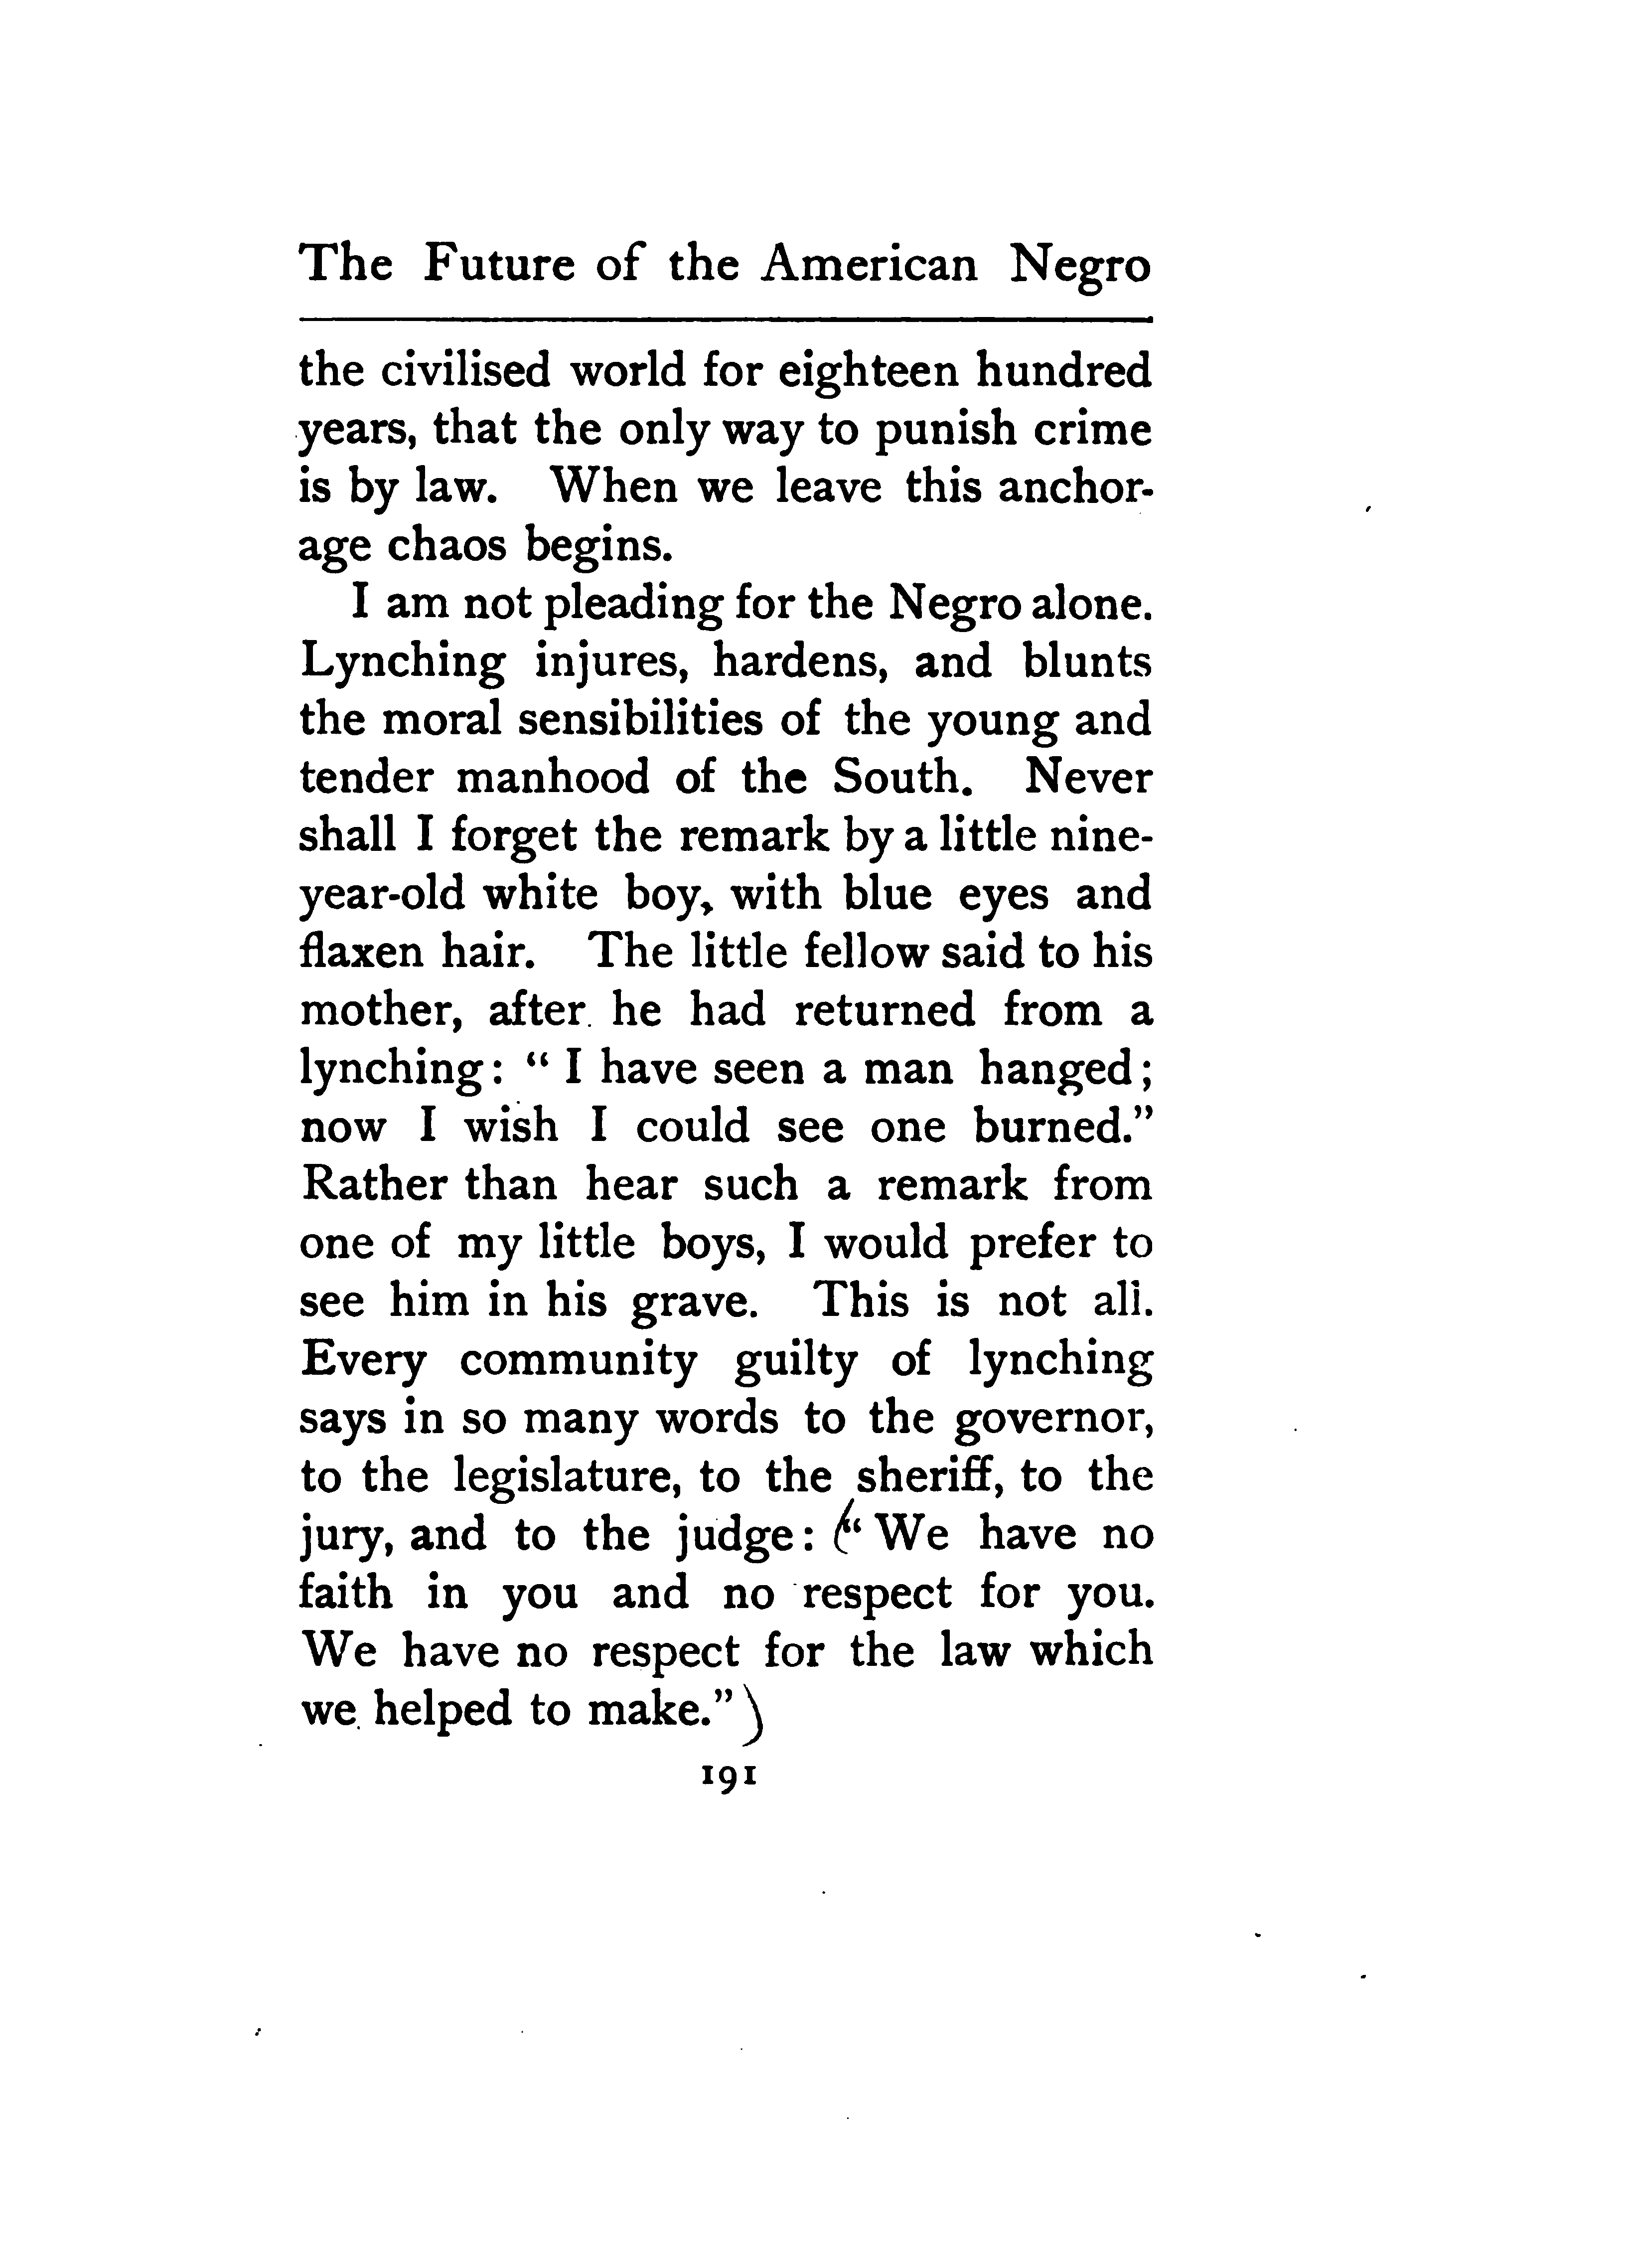 The Future of the American Negro
the civilised world for eighteen hundred
years, that the only way to punish crime
is by law. When we leave this anchor-
age chaos begins.
I am not pleading for the Negro alone.
Lynching injures, hardens, and blunts
the moral sensibilities of the young and
tender manhood of the South. Never
shall I forget the remark by a little nine-
year-old white boy, with blue eyes and
flaxen hair. The little fellow said to his
mother, after he had returned from a
lynching: “ I have seen a man hanged;
now I wish I could see one burned.”
Rather than hear such a remark from
one of my little boys, I would prefer to
see him in his grave. This is not all.
Every community guilty of lynching
says in so many words to the governor,
to the legislature, to the sheriff, to the
jury, and to the judge: (“ We have no
faith in you and no respect for you.
We have no respect for the law which
we helped to make.”)
191